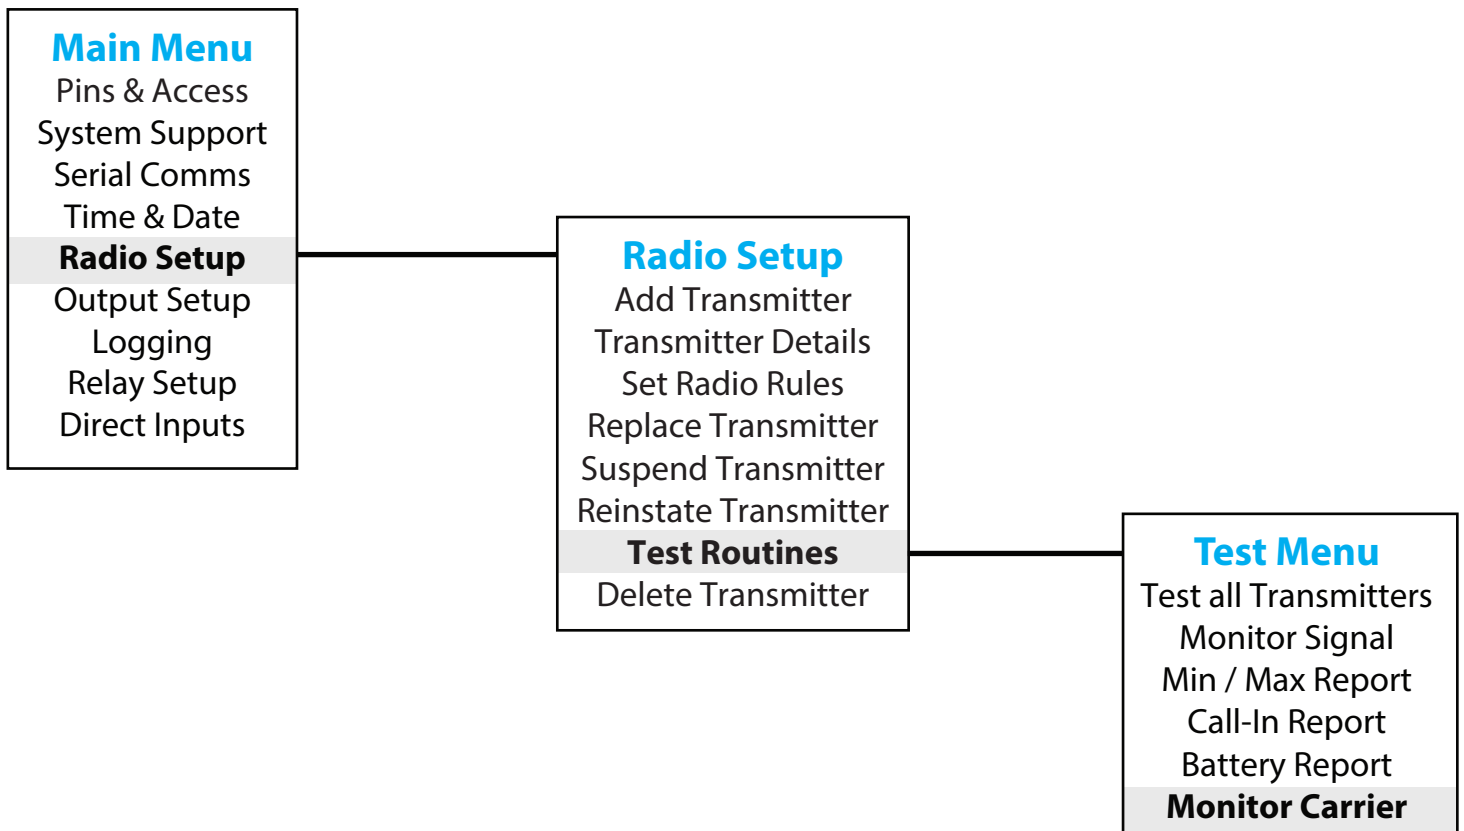 Main Menu
Pins & Access
System Support
Serial Comms
Time & Date
Radio Setup
Output Setup
Logging
Relay Setup
Direct Inputs
Radio Setup
Add Transmitter
Transmitter Details
Set Radio Rules
Replace Transmitter
Suspend Transmitter
Reinstate Transmitter
Test Routines
Delete Transmitter
Test Menu
Test all Transmitters
Monitor Signal
Min / Max Report
Call-In Report
Battery Report
Monitor Carrier